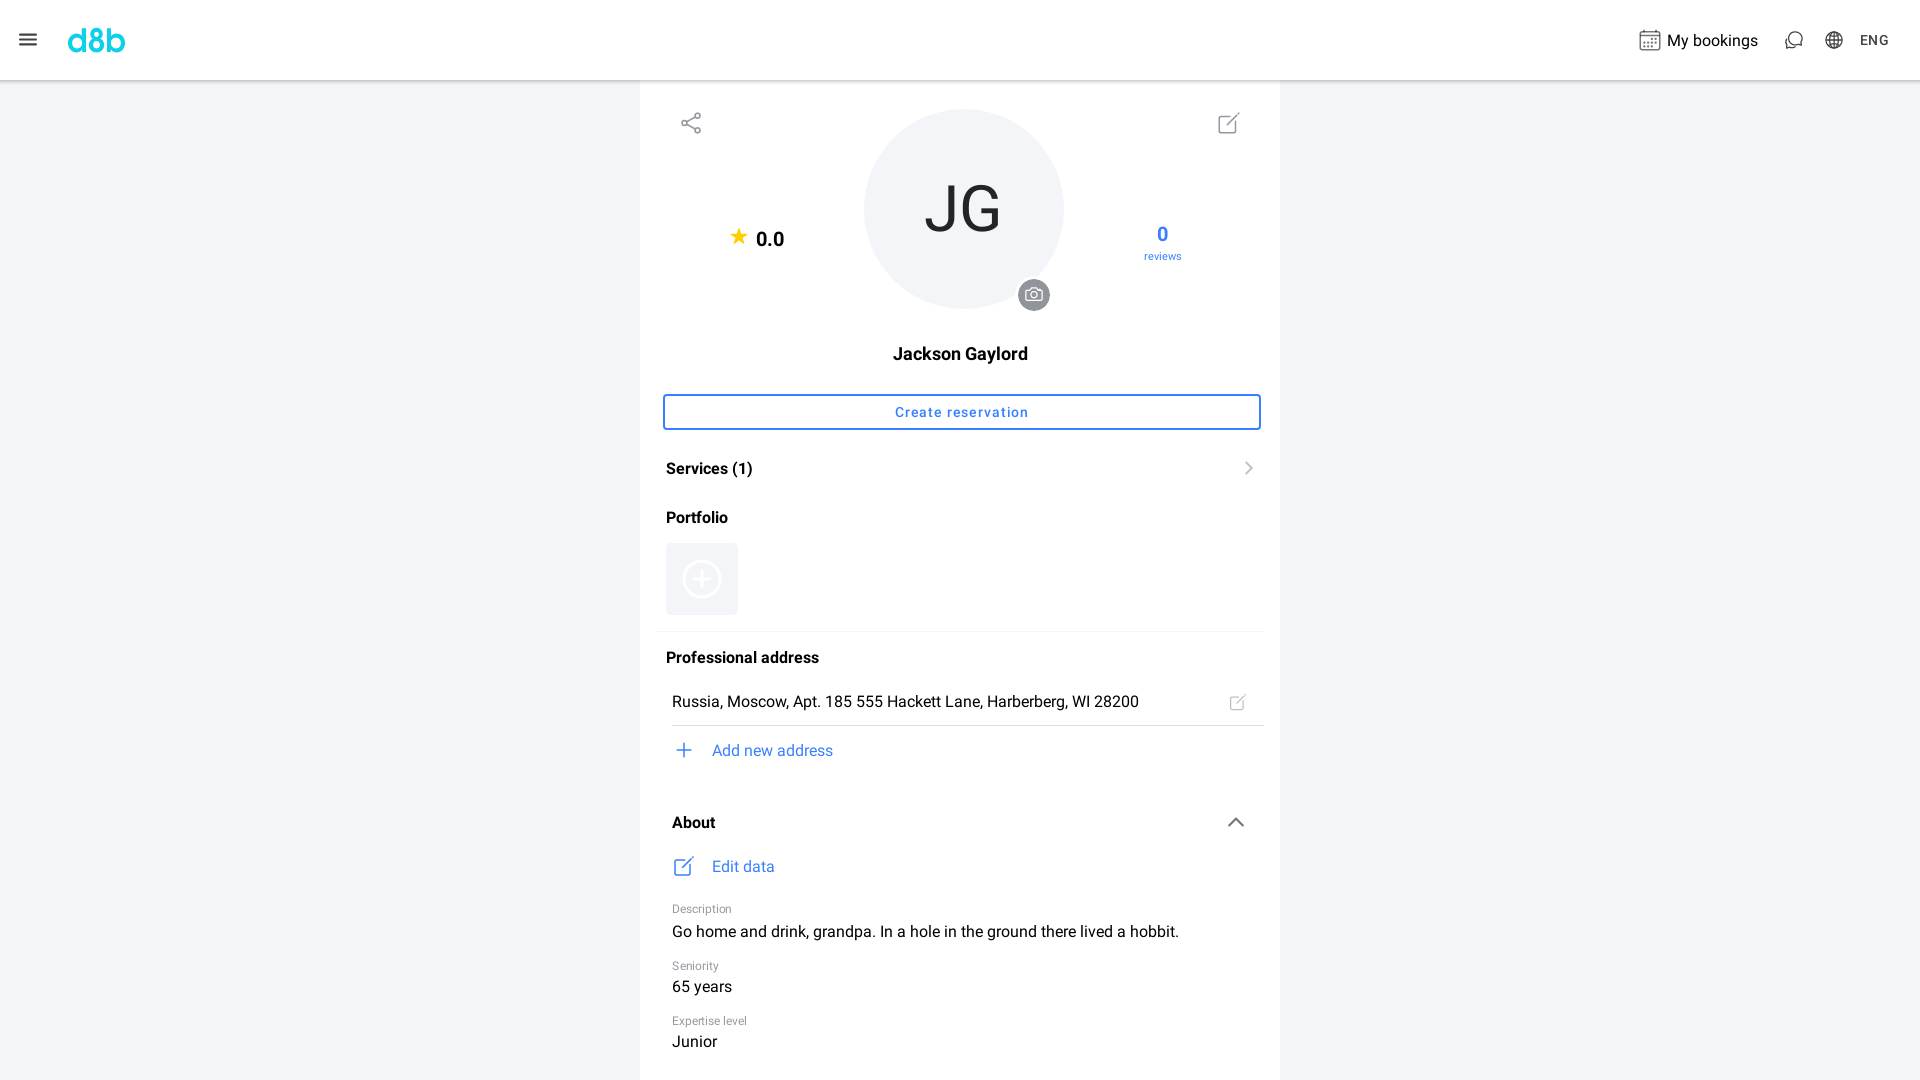 d8b
My bookings
ENG
JG
0.0
0
reviews
Jackson Gaylord
Create reservation
Services (1)
Portfolio
Professional address
Russia, Moscow, Apt. 185 555 Hackett Lane, Harberberg, WI 28200
Add new address
About
Edit data
Description
Go home and drink, grandpa. In a hole in the ground there lived a hobbit.
Seniority
65 years
Expertise level
Junior